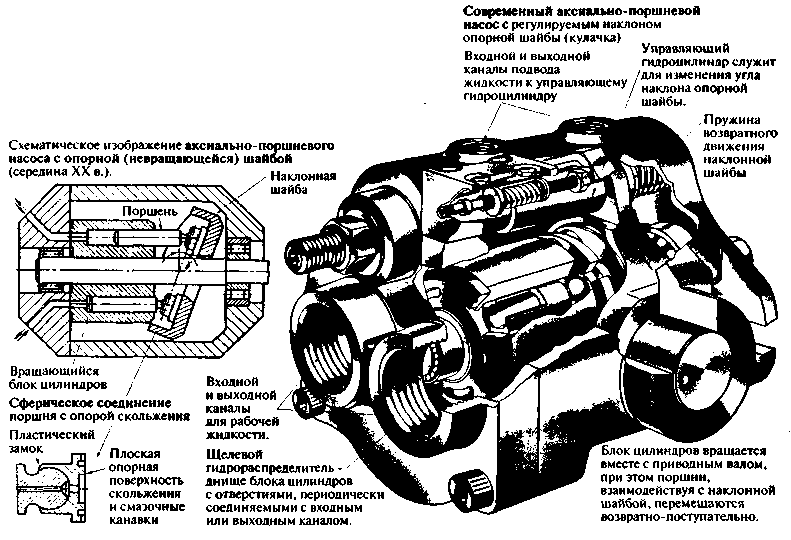 Современный аксиально-поршневой
насос с регулируемым наклоном
опорной шайбы (кулачка)
Входной и выходной
каналы подвода
жидкости к управляющему
гидроцилиндру
Управляющий
гидроцилиндр служит
для изменения угла
наклона опорной
шайбы.
Пружина
возвратного
движения
наклонной
шайбы
Схематическое изображение аксиально-поршневого
насоса с опорной (невращающейся) шайбой
(середина XX в.).
Наклонная
шайба
Поршень
Вращающийся
блок цилиндров
Сферическое соединение
поршня с опорой скольжения
Пластический
замок
Плоская
опорная
поверхность
скольжения
и смазочные
канавки
Входной
и выходной
каналы
для рабочей
жидкости.
Щелевой
гидрораспределитель -
днище блока цилиндров
с отверстиями, периодически
соединяемыми с входным
или выходным каналом.
Блок цилиндров вращается
вместе с приводным валом,
при этом поршни,
взаимодействуя с наклонной
шайбой, перемещаются
возвратно-поступательно.